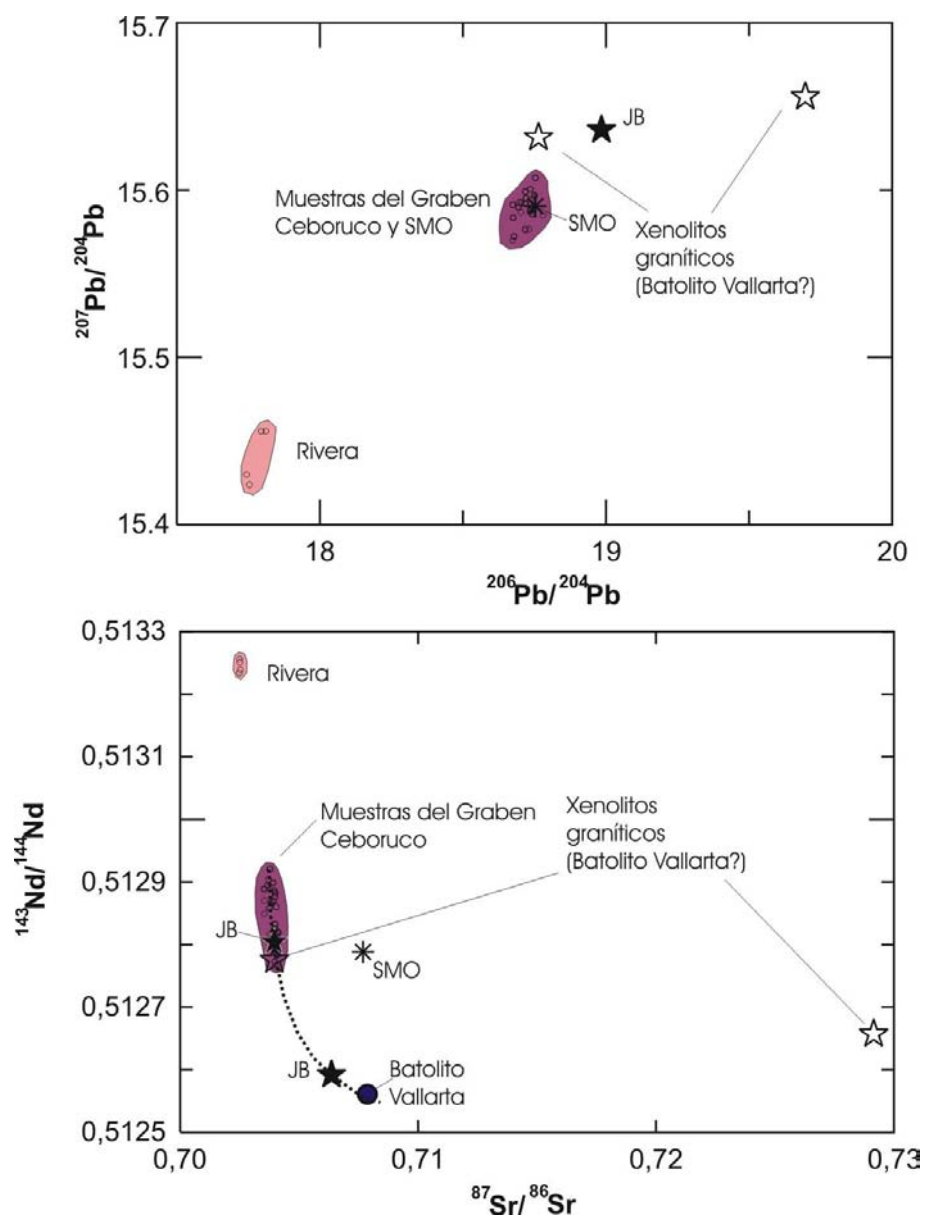 15.7
15.6
15.5
15.4
207Pb/204Pb
JB
Muestras del Graben
Ceboruco y SMO
SMO
Xenolitos
graníticos
(Batolito Vallarta?)
Rivera
18
19
20
206Pb/204Pb
0,5133
0,5131
0,5129
0,5127
0,5125
143Nd/144Nd
Rivera
Muestras del Graben
Ceboruco
Xenolitos
graníticos
(Batolito Vallarta?)
JB
SMO
JB
Batolito
Vallarta
0,70
0,71
0,72
0,73
87Sr/86Sr